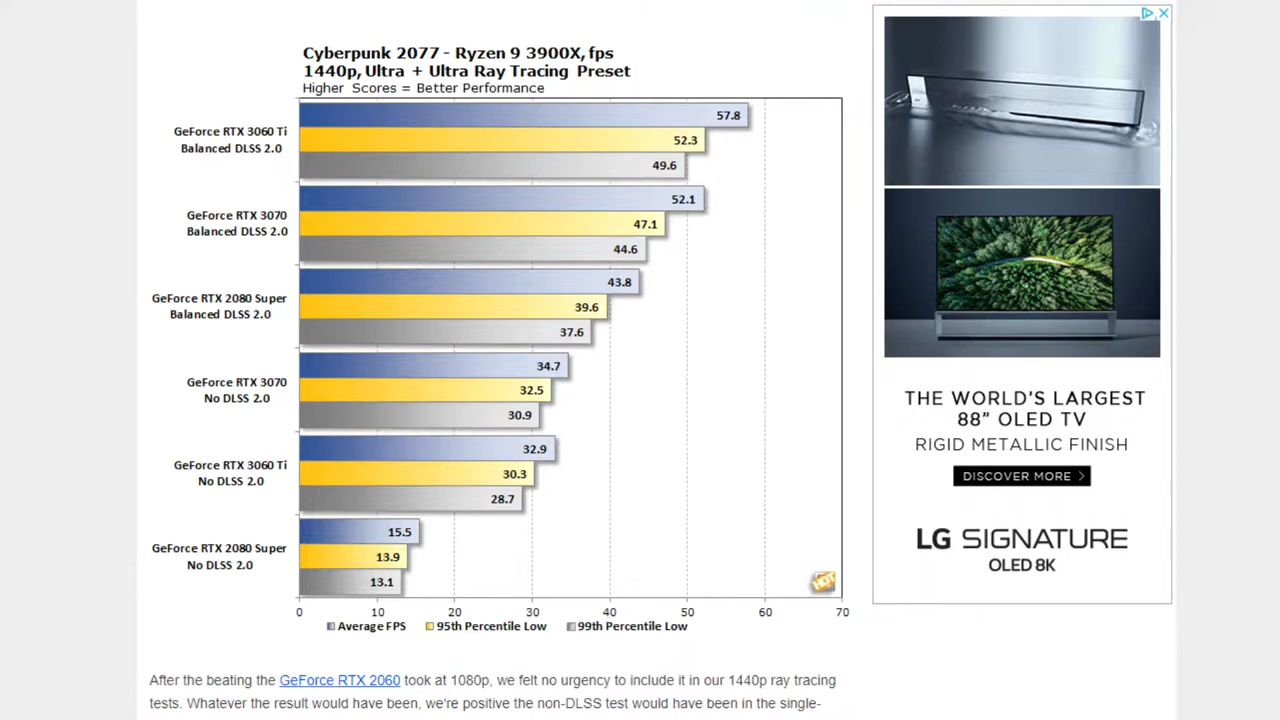 Cyberpunk 2077 - Ryzen 9 3900X, fps
1440p, Ultra + Ultra Ray Tracing Preset
Higher Scores = Better Performance
GeForce RTX 3060 Ti
Balanced DLSS 2.0
57.8
52.3
49.6
GeForce RTX 3070
Balanced DLSS 2.0
52.1
47.1
44.6
GeForce RTX 2080 Super
Balanced DLSS 2.0
43.8
39.6
37.6
GeForce RTX 3070
No DLSS 2.0
34.7
32.5
30.9
GeForce RTX 3060 Ti
No DLSS 2.0
32.9
30.3
28.7
GeForce RTX 2080 Super
No DLSS 2.0
15.5
13.9
13.1
HOT
0 10 20 30 40 50 60 70
Average FPS 95th Percentile Low 99th Percentile Low
After the beating the GeForce RTX 2060 took at 1080p, we felt no urgency to include it in our 1440p ray tracing
tests. Whatever the result would have been, we're positive the non-DLSS test would have been in the single-
THE WORLD'S LARGEST
88” OLED TV
RIGID METALLIC FINISH
DISCOVER MORE >
LG SIGNATURE
OLED 8K